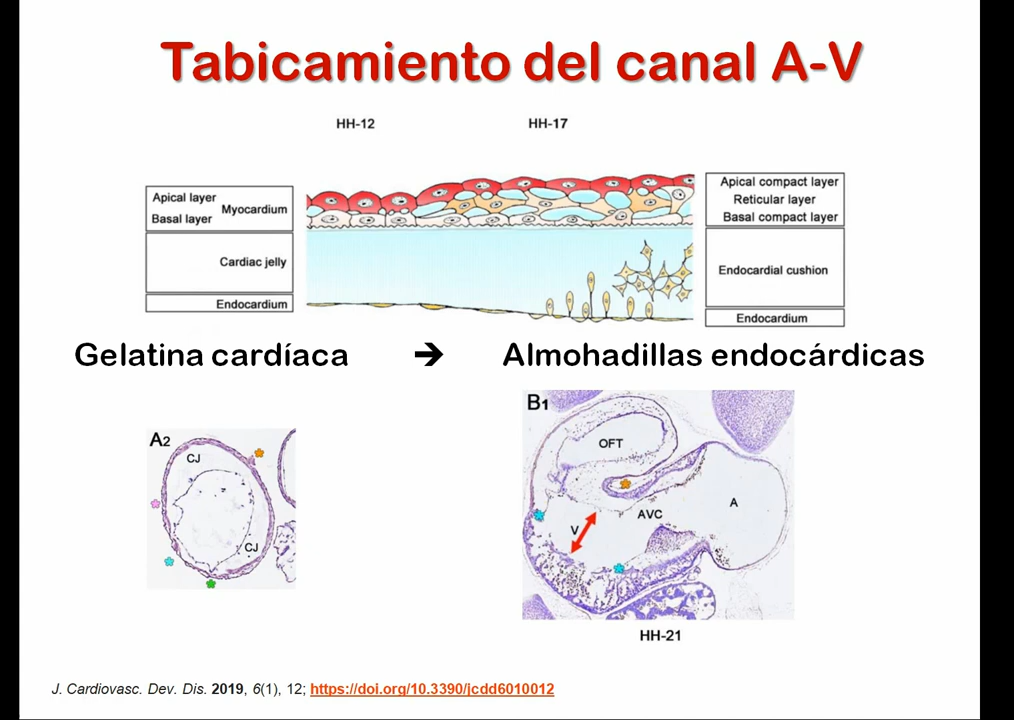 Tabicamiento del canal A-V
HH-12
HH-17
Apical layer
Basal layer
Myocardium
Cardiac jelly
Endocardium
Apical compact layer
Reticular layer
Basal compact layer
Endocardial cushion
Endocardium
Gelatina cardíaca → Almohadillas endocárdicas
A2
CJ
CJ
B1
OFT
V
AVC
A
HH-21
J. Cardiovasc. Dev. Dis. 2019, 6(1), 12; https://doi.org/10.3390/jcdd6010012